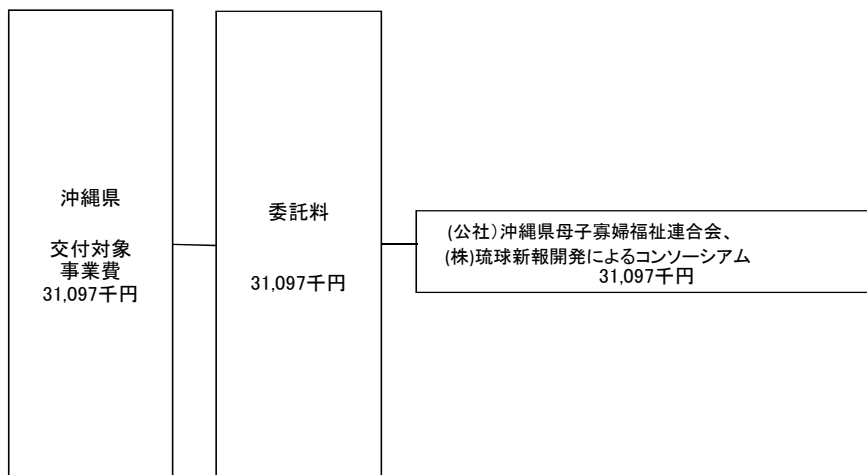 沖縄県
交付対象
事業費
31,097千円
委託料
31,097千円
(公社)沖縄県母子寡婦福祉連合会、
(株)琉球新報開発によるコンソーシアム
31,097千円